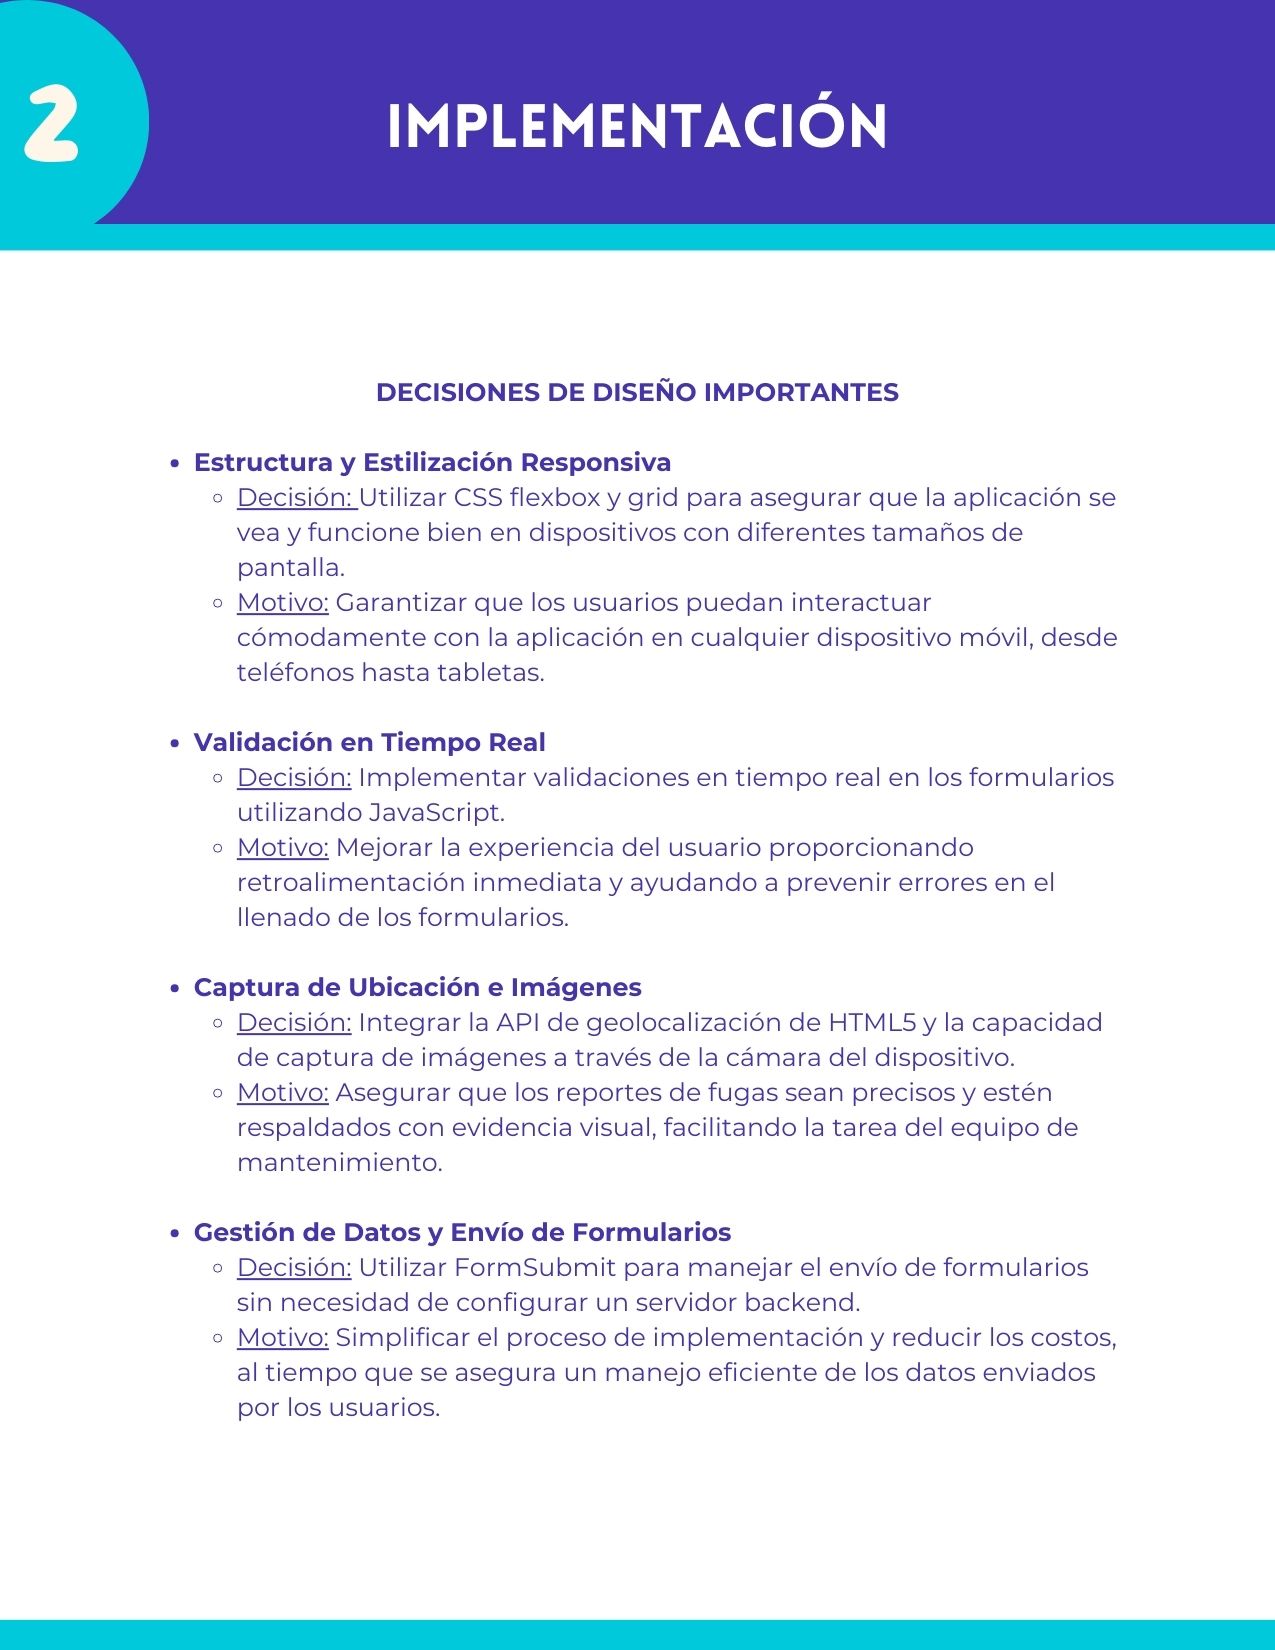 2
IMPLEMENTACIÓN
DECISIONES DE DISEÑO IMPORTANTES
• Estructura y Estilización Responsiva
◦ Decisión: Utilizar CSS flexbox y grid para asegurar que la aplicación se
vea y funcione bien en dispositivos con diferentes tamaños de
pantalla.
◦ Motivo: Garantizar que los usuarios puedan interactuar
cómodamente con la aplicación en cualquier dispositivo móvil, desde
teléfonos hasta tabletas.
• Validación en Tiempo Real
◦ Decisión: Implementar validaciones en tiempo real en los formularios
utilizando JavaScript.
◦ Motivo: Mejorar la experiencia del usuario proporcionando
retroalimentación inmediata y ayudando a prevenir errores en el
llenado de los formularios.
• Captura de Ubicación e Imágenes
◦ Decisión: Integrar la API de geolocalización de HTML5 y la capacidad
de captura de imágenes a través de la cámara del dispositivo.
◦ Motivo: Asegurar que los reportes de fugas sean precisos y estén
respaldados con evidencia visual, facilitando la tarea del equipo de
mantenimiento.
• Gestión de Datos y Envío de Formularios
◦ Decisión: Utilizar FormSubmit para manejar el envío de formularios
sin necesidad de configurar un servidor backend.
◦ Motivo: Simplificar el proceso de implementación y reducir los costos,
al tiempo que se asegura un manejo eficiente de los datos enviados
por los usuarios.